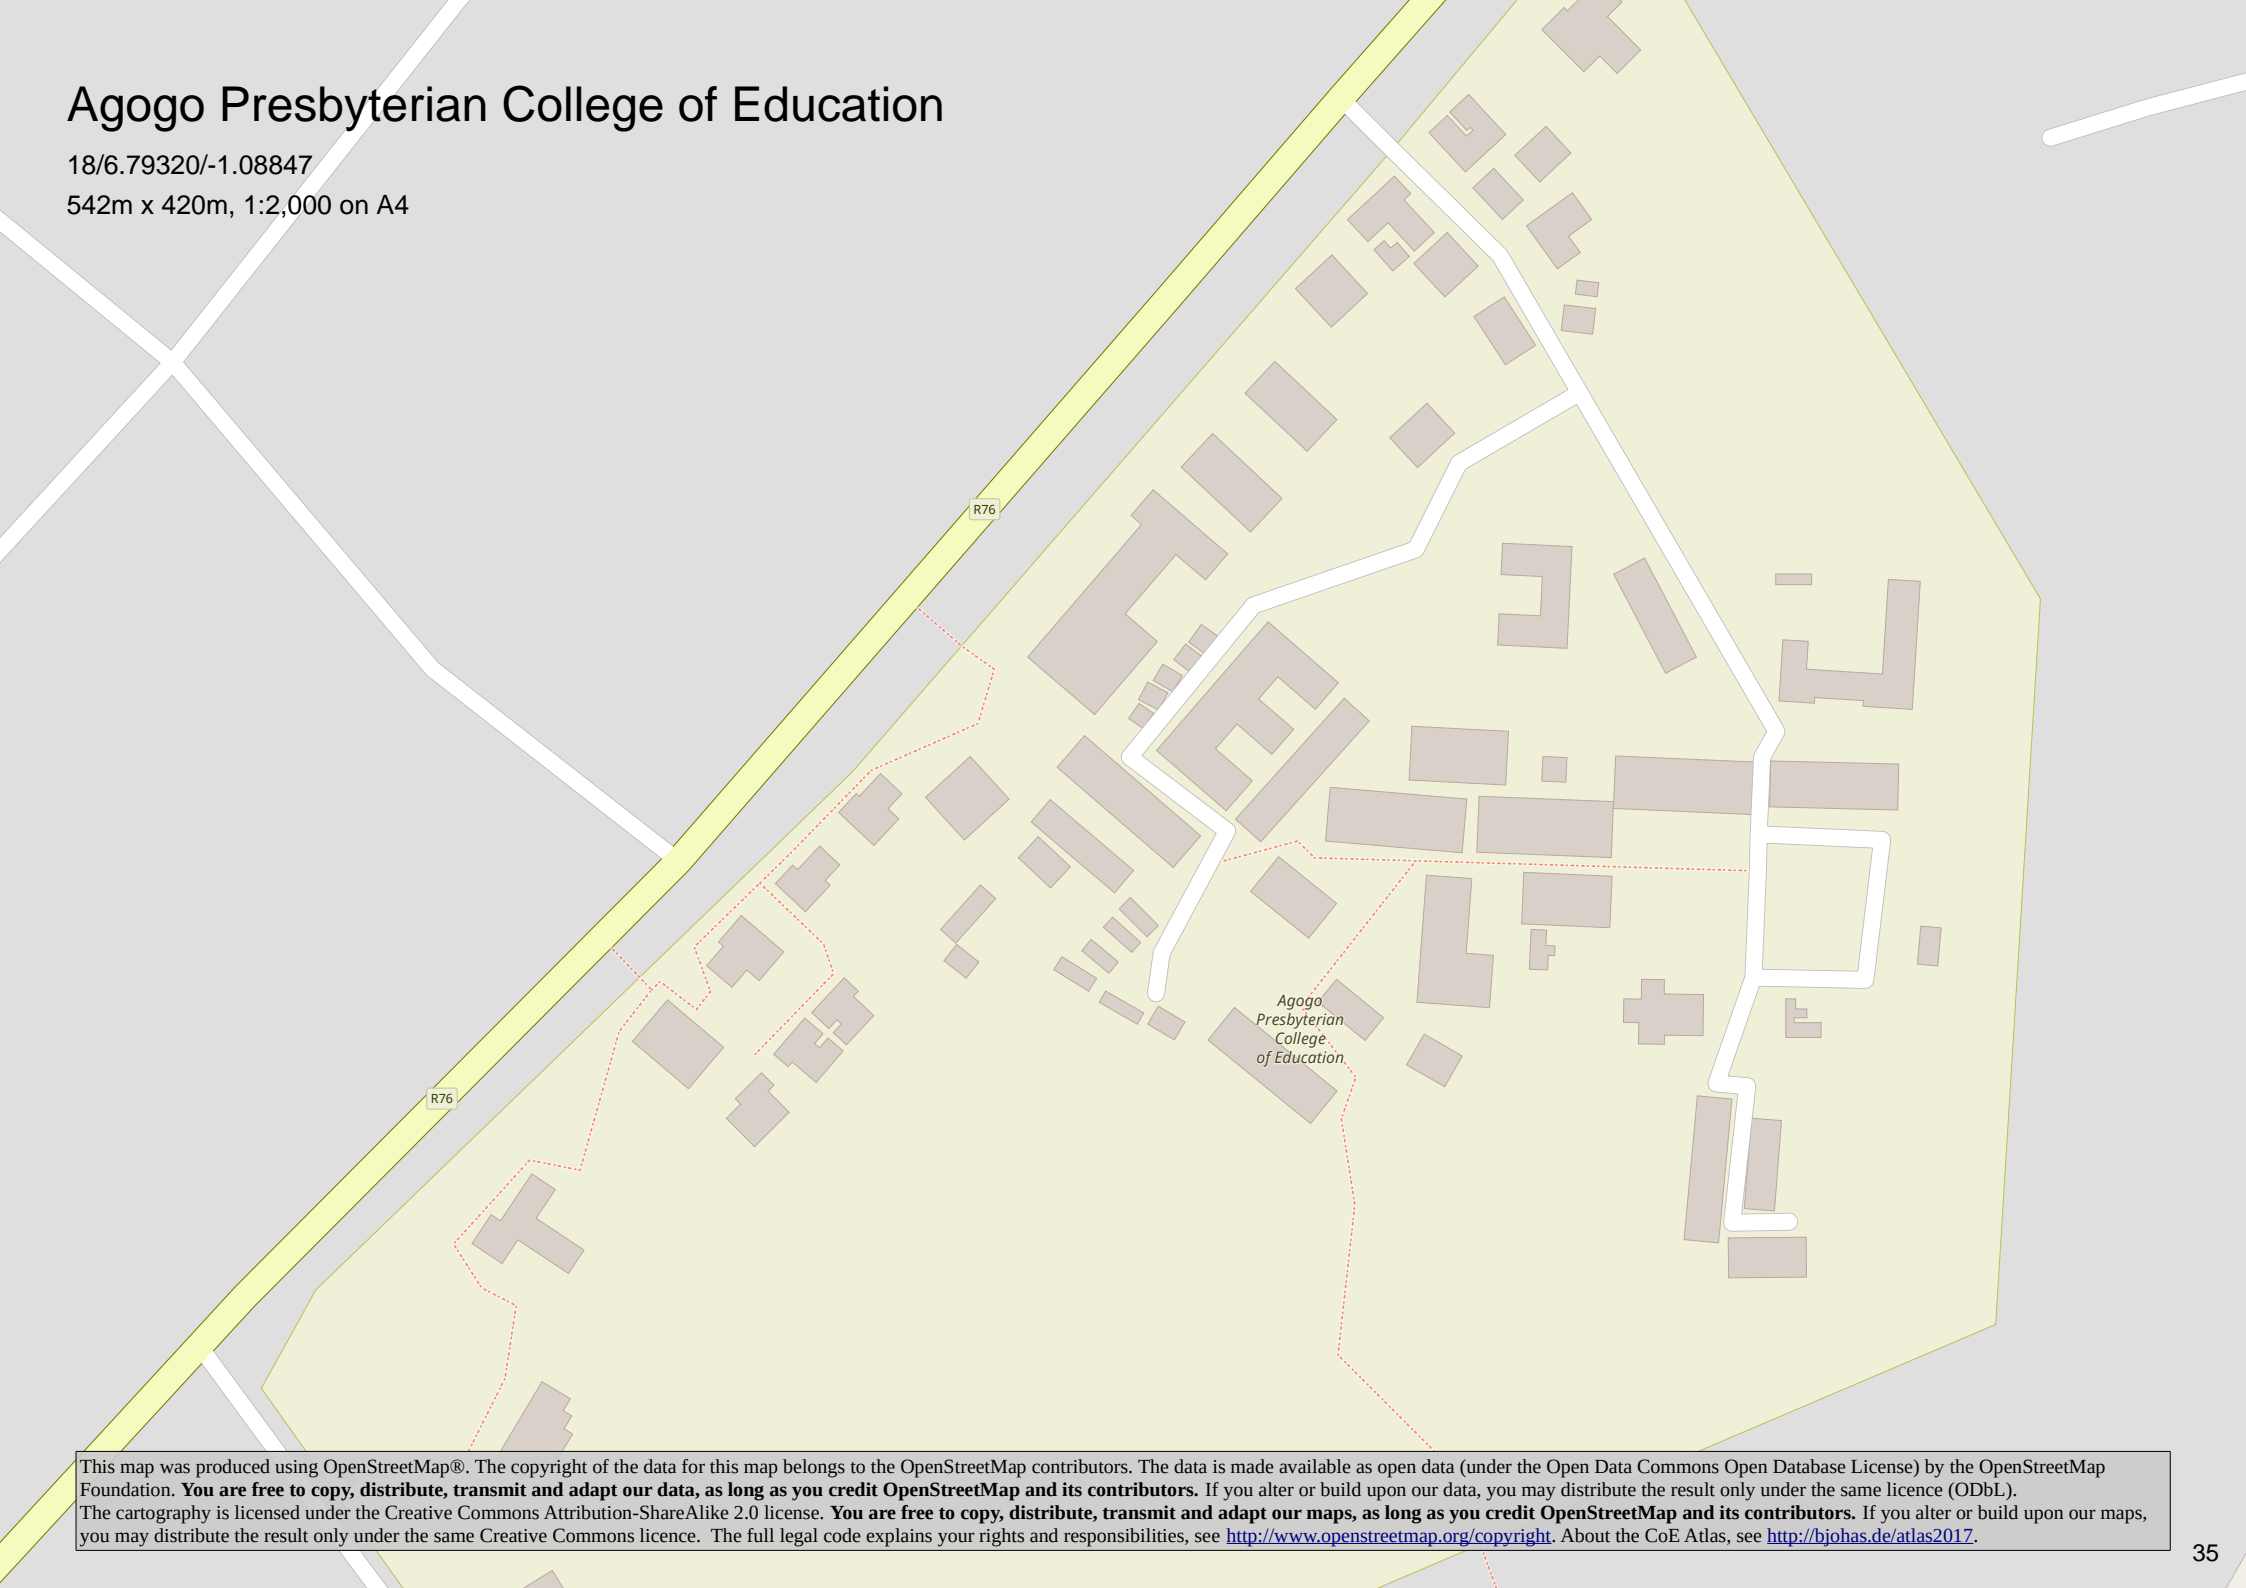 Agogo Presbyterian College of Education
18/6.79320/-1.08847
542m x 420m, 1:2,000 on A4
R76
Agogo
Presbyterian
College
of Education
R76
This map was produced using OpenStreetMap®. The copyright of the data for this map belongs to the OpenStreetMap contributors. The data is made available as open data (under the Open Data Commons Open Database License) by the OpenStreetMap
Foundation. You are free to copy, distribute, transmit and adapt our data, as long as you credit OpenStreetMap and its contributors. If you alter or build upon our data, you may distribute the result only under the same licence (ODbL).
The cartography is licensed under the Creative Commons Attribution-ShareAlike 2.0 license. You are free to copy, distribute, transmit and adapt our maps, as long as you credit OpenStreetMap and its contributors. If you alter or build upon our maps,
you may distribute the result only under the same Creative Commons licence. The full legal code explains your rights and responsibilities, see http://www.openstreetmap.org/copyright. About the CoE Atlas, see http://bjohas.de/atlas2017.
35